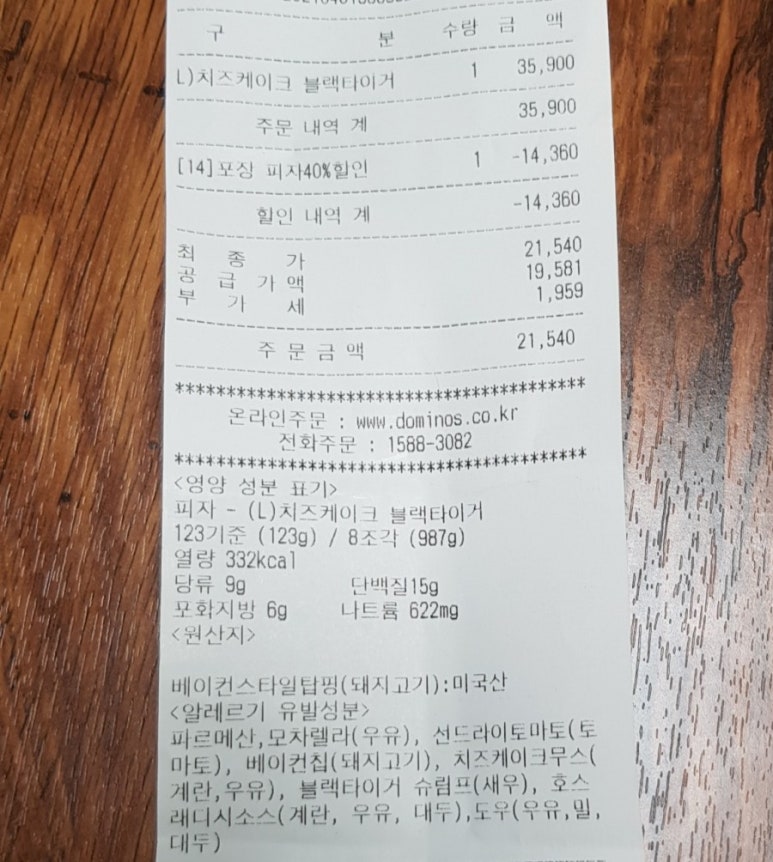 구 분 수량 금 액
L)치즈케이크 블랙타이거 1 35,900
주문 내역 계 35,900
[14]포장 피자40%할인 1 -14,360
할인 내역 계 -14,360
최 종 가 21,540
공 급 가 액 19,581
부 가 세 1,959
주 문 금 액 21,540
******************************************
온라인주문 : www.dominos.co.kr
전화주문 : 1588-3082
******************************************
<영양 성분 표기>
피자 - (L)치즈케이크 블랙타이거
123기준 (123g) / 8조각 (987g)
열량 332kcal
당류 9g 단백질15g
포화지방 6g 나트륨 622mg
<원산지>
베이컨스타일탑핑(돼지고기):미국산
<알레르기 유발성분>
파르메산,모차렐라(우유), 선드라이토마토(토
마토), 베이컨칩(돼지고기), 치즈케이크무스(
계란,우유), 블랙타이거 슈림프(새우), 호스
래디시소스(계란, 우유, 대두),도우(우유,밀,
대두)